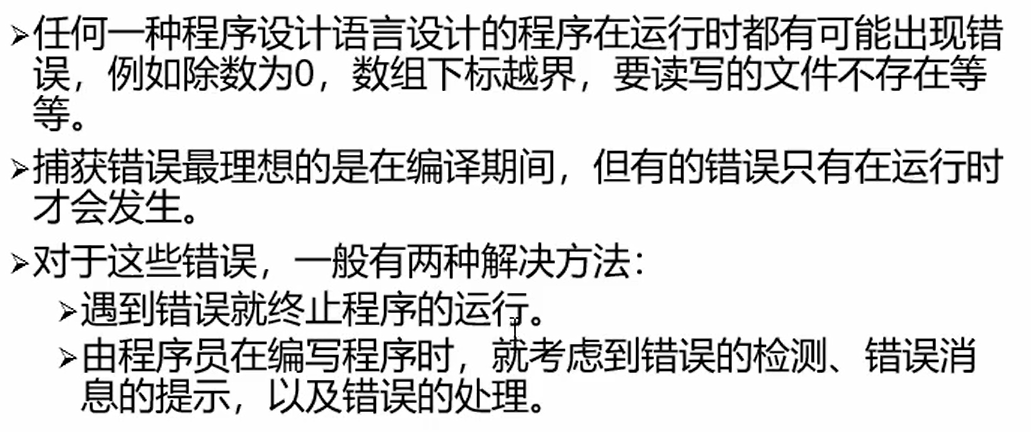 ➢任何一种程序设计语言设计的程序在运行时都有可能出现错
误，例如除数为0，数组下标越界，要读写的文件不存在等
等。
➢捕获错误最理想的是在编译期间，但有的错误只有在运行时
才会发生。
➢对于这些错误，一般有两种解决方法：
➢遇到错误就终止程序的运行。
➢由程序员在编写程序时，就考虑到错误的检测、错误消
息的提示，以及错误的处理。